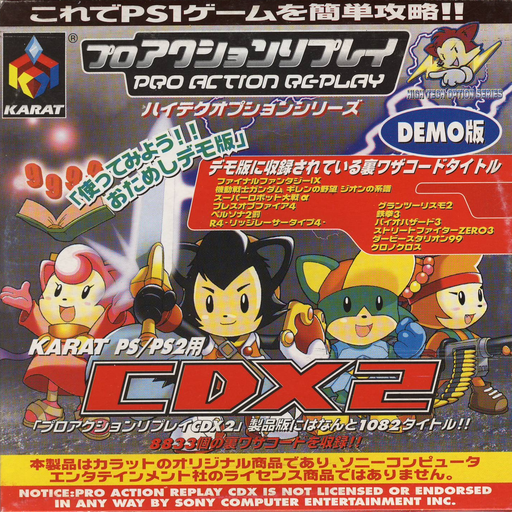 これでPS1ゲームを簡単攻略!!
KARAT
®
プロアクションリプレイ
PRO ACTION REPLAY
ハイテクオプションシリーズ
HIGH TECH OPTION SERIES
DEMO版
「使ってみよう!!
おためしデモ版」
デモ版に収録されている裏ワザコードタイトル
ファイナルファンタジーIX
機動戦士ガンダム ギレンの野望 ジオンの系譜
スーパーロボット大戦α
ブレスオブファイア4
ペルソナ2罰
R4-リッジレーサータイプ4-
グランツーリスモ2
鉄拳3
バイオハザード3
ストリートファイターZERO3
ダービースタリオン99
クロノクロス
KARAT PS/PS2用
CDX2
「プロアクションリプレイCDX2」製品版にはなんと1082タイトル!!
8833個の裏ワザコードを収録!!
本製品はカラットのオリジナル商品であり、ソニーコンピュータ
エンタテインメント社のライセンス商品ではありません。
NOTICE:PRO ACTION REPLAY CDX IS NOT LICENSED OR ENDORSED
IN ANY WAY BY SONY COMPUTER ENTERTAINMENT INC.